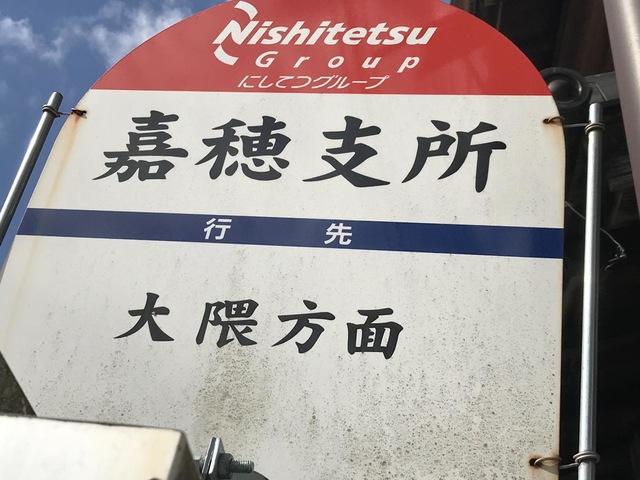 Nishitetsu
Group
にしてつグループ
嘉穂支所
行先
大隈方面